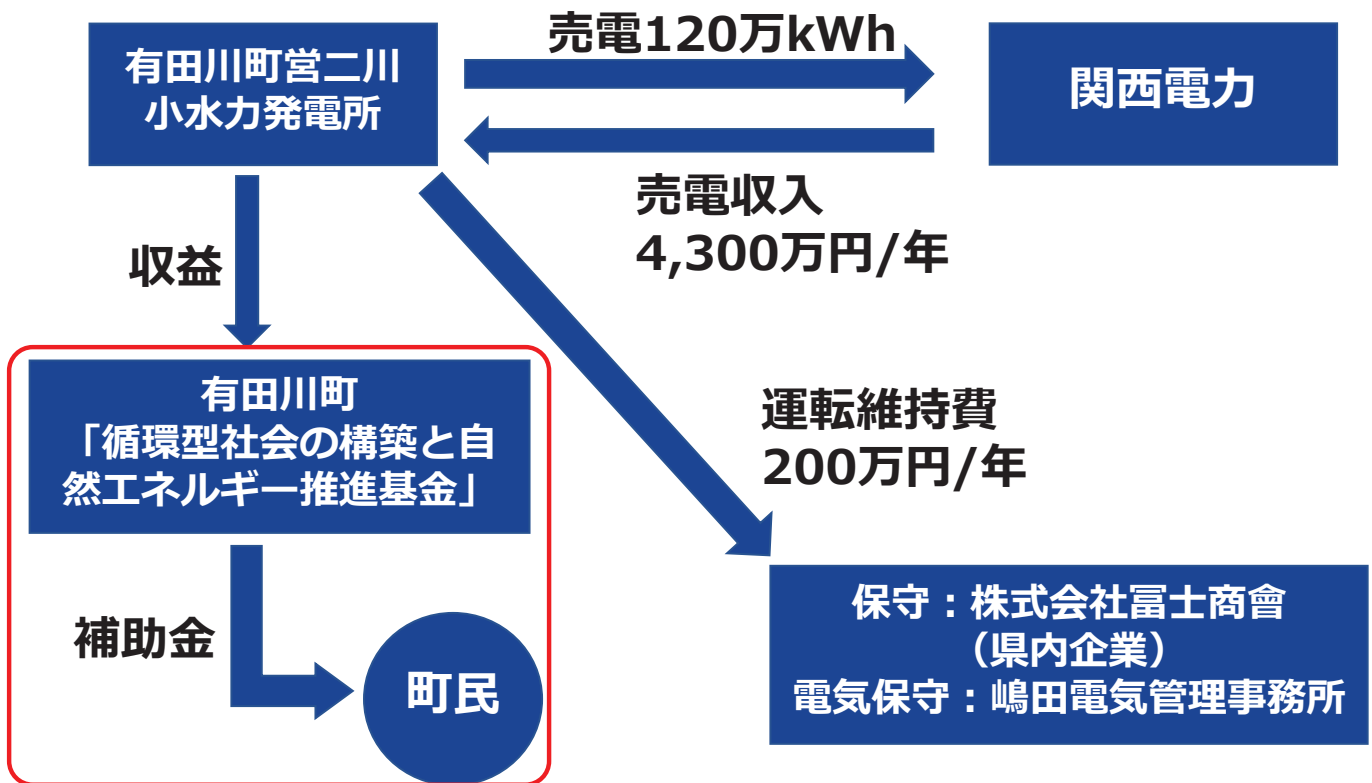 売電120万kWh
有田川町営二川
小水力発電所
関西電力
売電収入
4,300万円/年
収益
有田川町
「循環型社会の構築と自
然エネルギー推進基金」
運転維持費
200万円/年
補助金
町民
保守：株式会社冨士商會
（県内企業）
電気保守：嶋田電気管理事務所